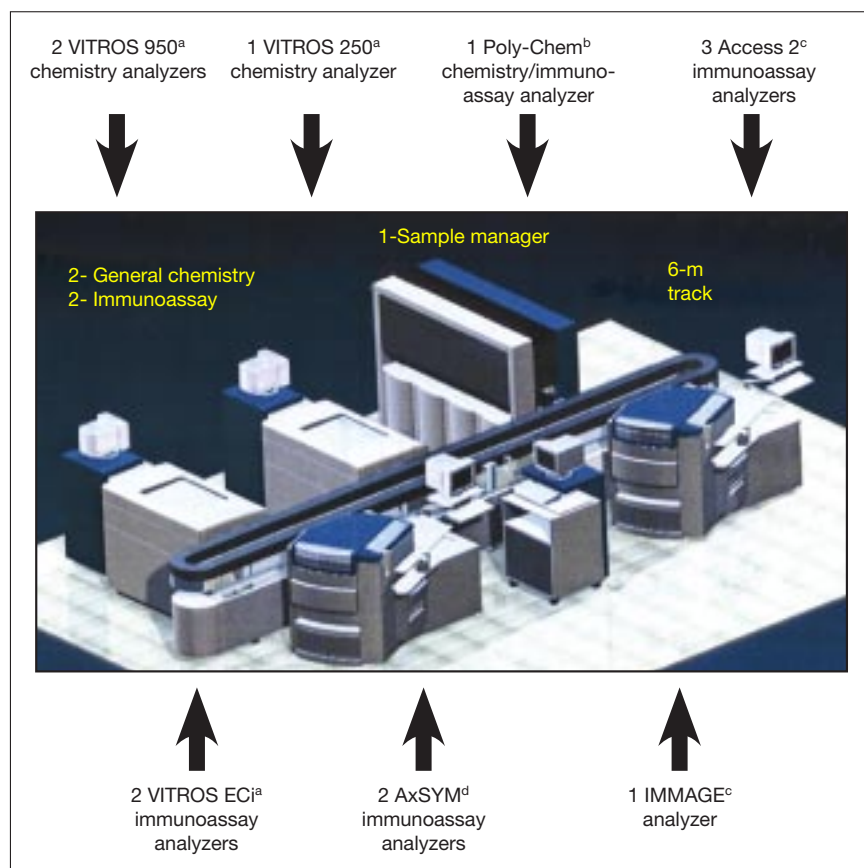 2 VITROS 950a
chemistry analyzers
1 VITROS 250a
chemistry analyzer
1 Poly-Chemb
chemistry/immuno-
assay analyzer
3 Access 2c
immunoassay
analyzers
1-Sample manager
2- General chemistry
2- Immunoassay
6-m
track
2 VITROS ECia
immunoassay
analyzers
2 AxSYMd
immunoassay
analyzers
1 IMMAGEc
analyzer